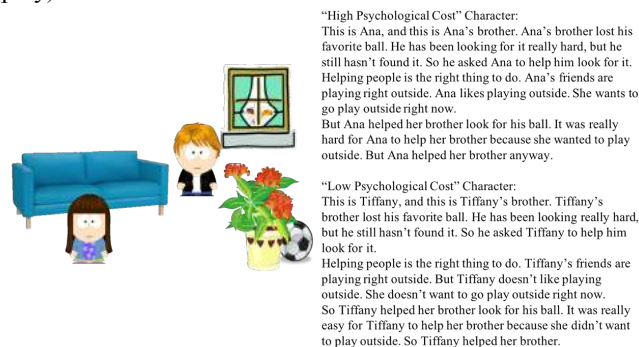 “High Psychological Cost” Character:
This is Ana, and this is Ana’s brother. Ana’s brother lost his
favorite ball. He has been looking for it really hard, but he
still hasn’t found it. So he asked Ana to help him look for it.
Helping people is the right thing to do. Ana’s friends are
playing right outside. Ana likes playing outside. She wants to
go play outside right now.
But Ana helped her brother look for his ball. It was really
hard for Ana to help her brother because she wanted to play
outside. But Ana helped her brother anyway.
“Low Psychological Cost” Character:
This is Tiffany, and this is Tiffany’s brother. Tiffany’s
brother lost his favorite ball. He has been looking really hard,
but he still hasn’t found it. So he asked Tiffany to help him
look for it.
Helping people is the right thing to do. Tiffany’s friends are
playing right outside. But Tiffany doesn’t like playing
outside. She doesn’t want to go play outside right now.
So Tiffany helped her brother look for his ball. It was really
easy for Tiffany to help her brother because she didn’t want
to play outside. So Tiffany helped her brother.